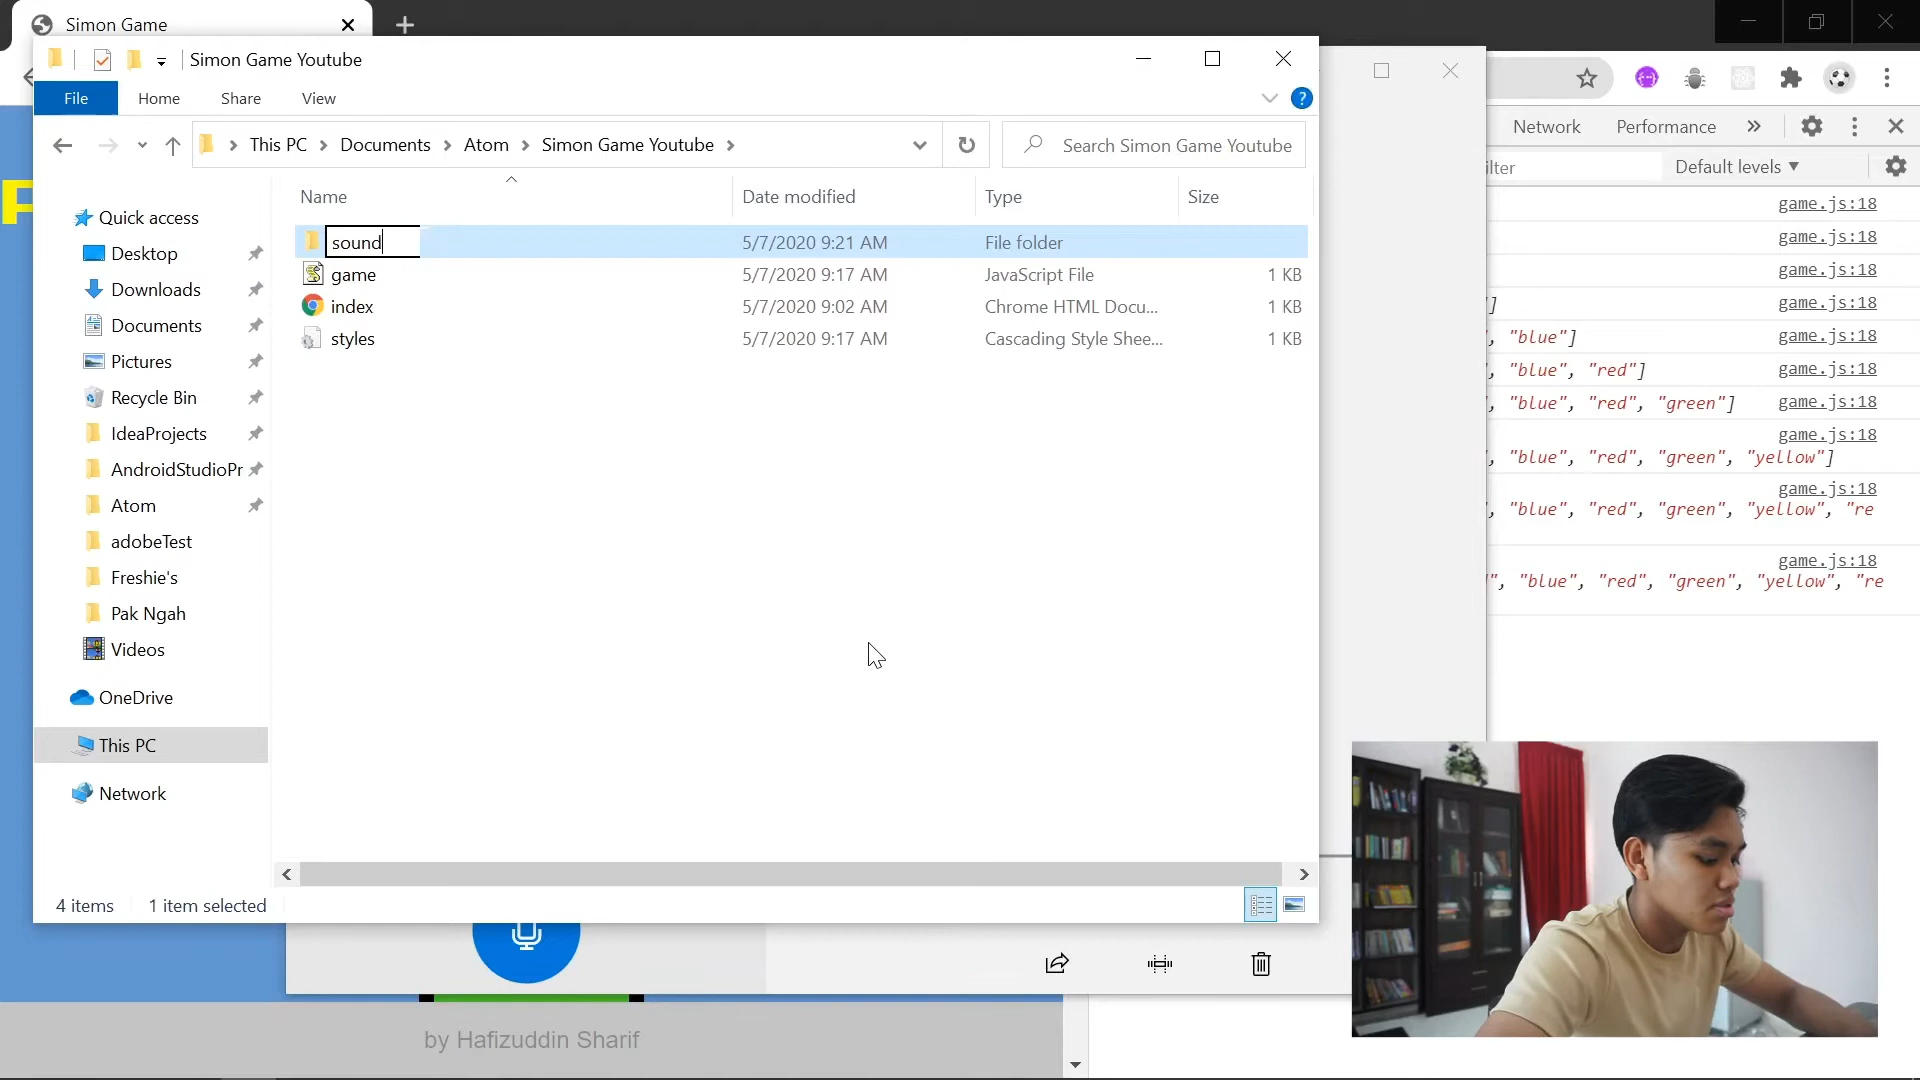 Simon Game
Simon Game Youtube
File
Home
Share
View
This PC
Documents
Atom
Simon Game Youtube
Search Simon Game Youtube
Network
Performance
Default levels
Name
Date modified
Type
Size
Quick access
Desktop
Downloads
Documents
Pictures
Recycle Bin
IdeaProjects
AndroidStudioPr
Atom
adobeTest
Freshie's
Pak Ngah
Videos
OneDrive
This PC
Network
sound 5/7/2020 9:21 AM File folder
game 5/7/2020 9:17 AM JavaScript File 1 KB
index 5/7/2020 9:02 AM Chrome HTML Docu... 1 KB
styles 5/7/2020 9:17 AM Cascading Style Shee... 1 KB
4 items 1 item selected
game.js:18
game.js:18
game.js:18
] game.js:18
, "blue"] game.js:18
, "blue", "red"] game.js:18
, "blue", "red", "green"] game.js:18
game.js:18
, "blue", "red", "green", "yellow"]
game.js:18
, "blue", "red", "green", "yellow", "re
game.js:18
", "blue", "red", "green", "yellow", "re
by Hafizuddin Sharif